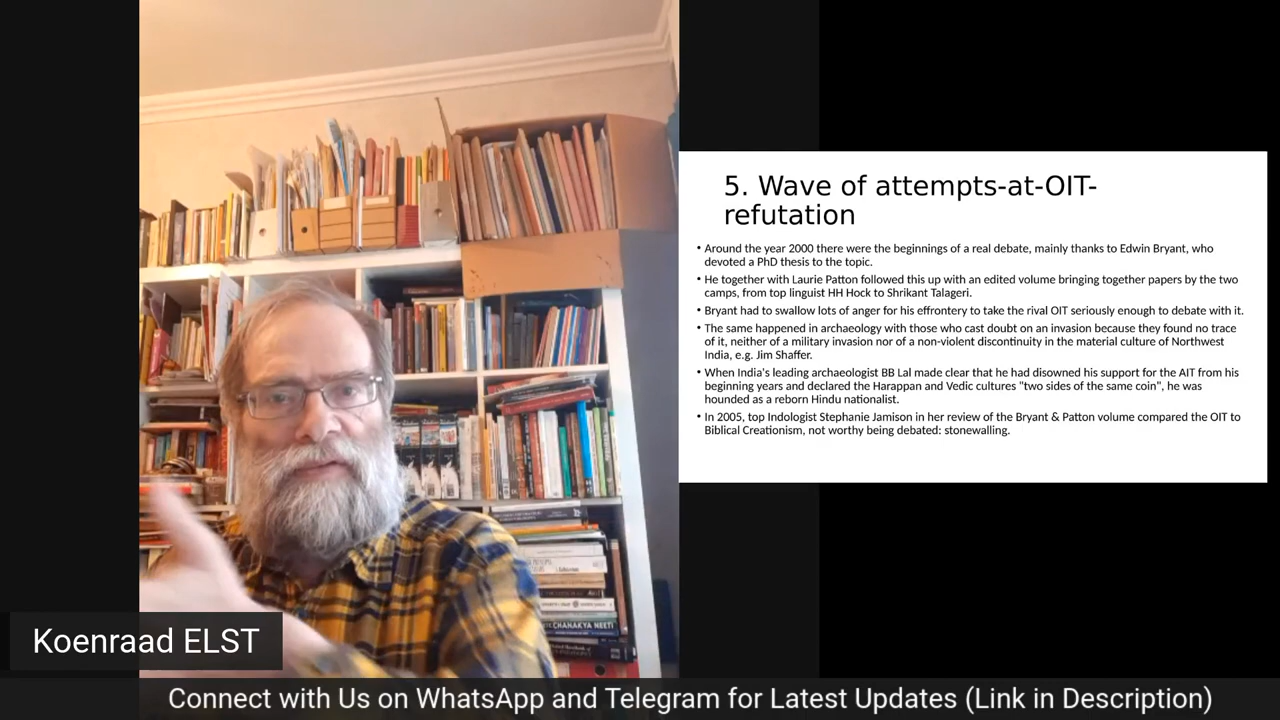 5. Wave of attempts-at-OIT-
refutation
• Around the year 2000 there were the beginnings of a real debate, mainly thanks to Edwin Bryant, who
devoted a PhD thesis to the topic.
• He together with Laurie Patton followed this up with an edited volume bringing together papers by the two
camps, from top linguist HH Hock to Shrikant Talageri.
• Bryant had to swallow lots of anger for his effrontery to take the rival OIT seriously enough to debate with it.
• The same happened in archaeology with those who cast doubt on an invasion because they found no trace
of it, neither of a military invasion nor of a non-violent discontinuity in the material culture of Northwest
India, e.g. Jim Shaffer.
• When India's leading archaeologist BB Lal made clear that he had disowned his support for the AIT from his
beginning years and declared the Harappan and Vedic cultures "two sides of the same coin", he was
hounded as a reborn Hindu nationalist.
• In 2005, top Indologist Stephanie Jamison in her review of the Bryant & Patton volume compared the OIT to
Biblical Creationism, not worthy being debated: stonewalling.
CHANAKYA NEETI
Koenraad ELST
Connect with Us on WhatsApp and Telegram for Latest Updates (Link in Description)